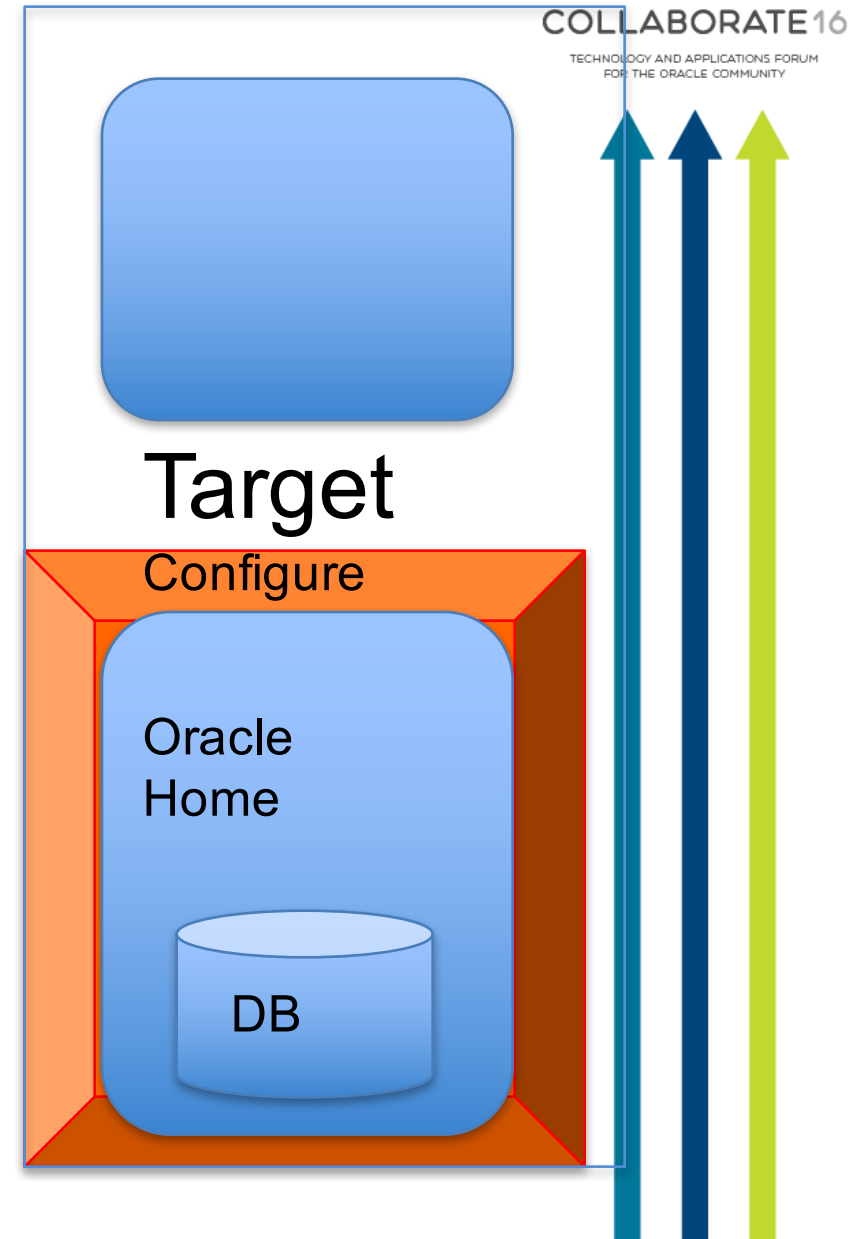 COLLABORATE16
TECHNOLOGY AND APPLICATIONS FORUM
FOR THE ORACLE COMMUNITY
Target
Configure
Oracle
Home
DB